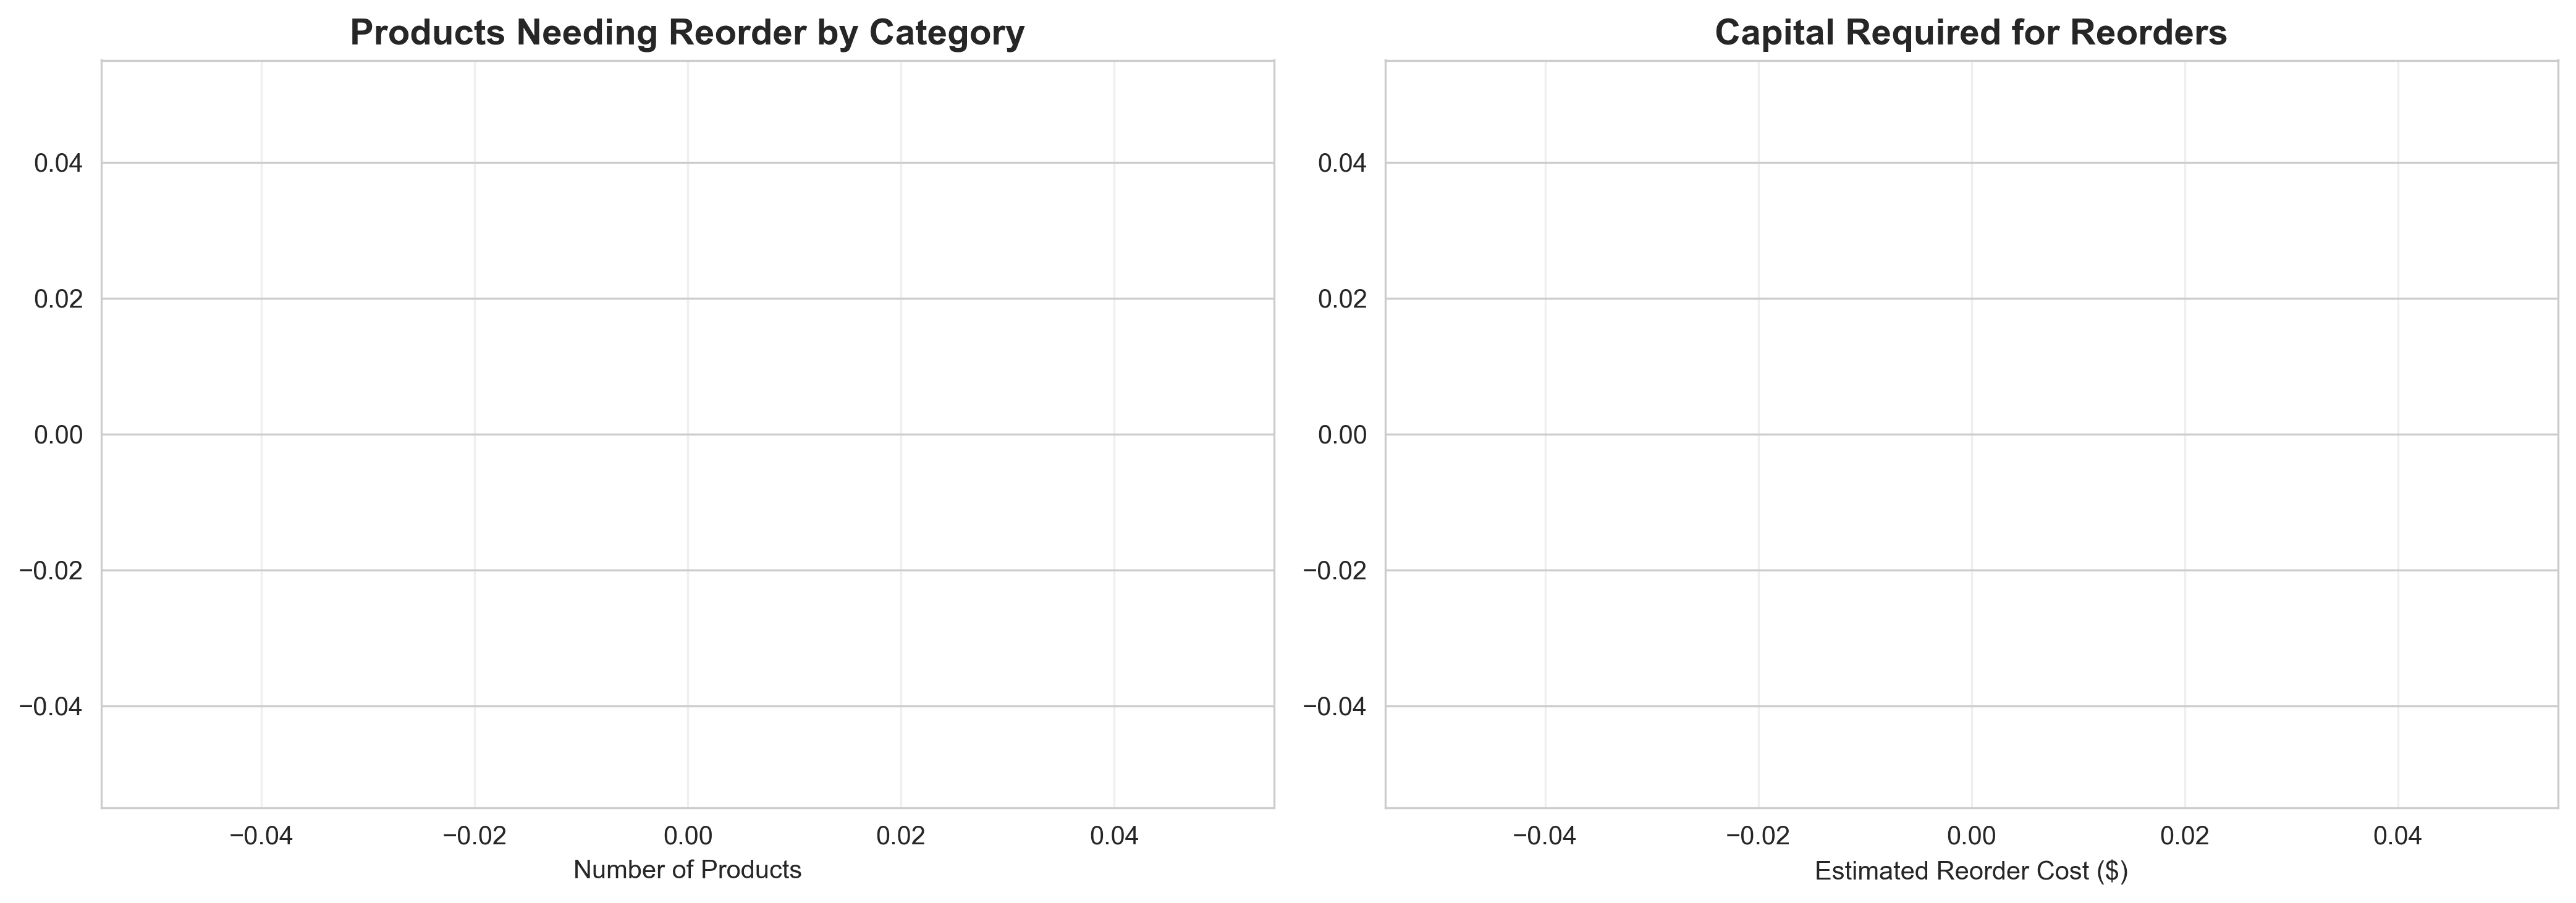 Products Needing Reorder by Category
0.04
0.02
0.00
−0.02
−0.04
−0.04 −0.02 0.00 0.02 0.04
Number of Products
Capital Required for Reorders
0.04
0.02
0.00
−0.02
−0.04
−0.04 −0.02 0.00 0.02 0.04
Estimated Reorder Cost ($)